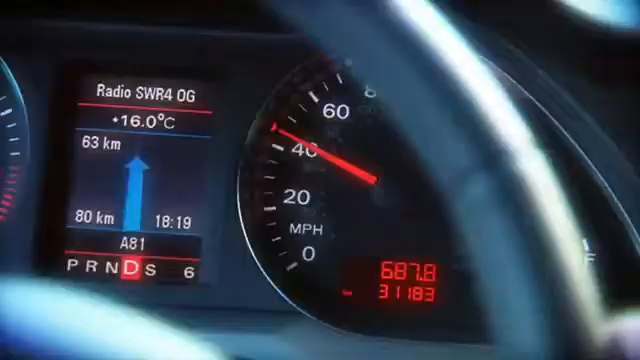 Radio SWR4 OG
+16.0°C
63 km
80 km 18:19
A81
P R N D S 6
60
40
20
MPH
0
687.8
31183
F